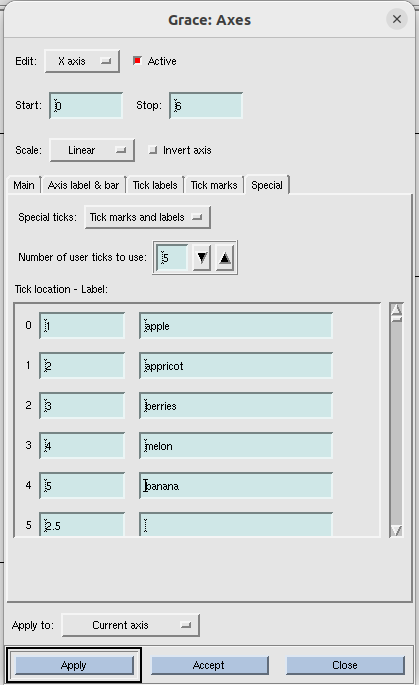 Grace: Axes
Edit: X axis Active
Start: 0 Stop: 6
Scale: Linear Invert axis
Main Axis label & bar Tick labels Tick marks Special
Special ticks: Tick marks and labels
Number of user ticks to use: 5
Tick location - Label:
0 1 apple
1 2 appricot
2 3 berries
3 4 melon
4 5 banana
5 2.5
Apply to: Current axis
Apply Accept Close